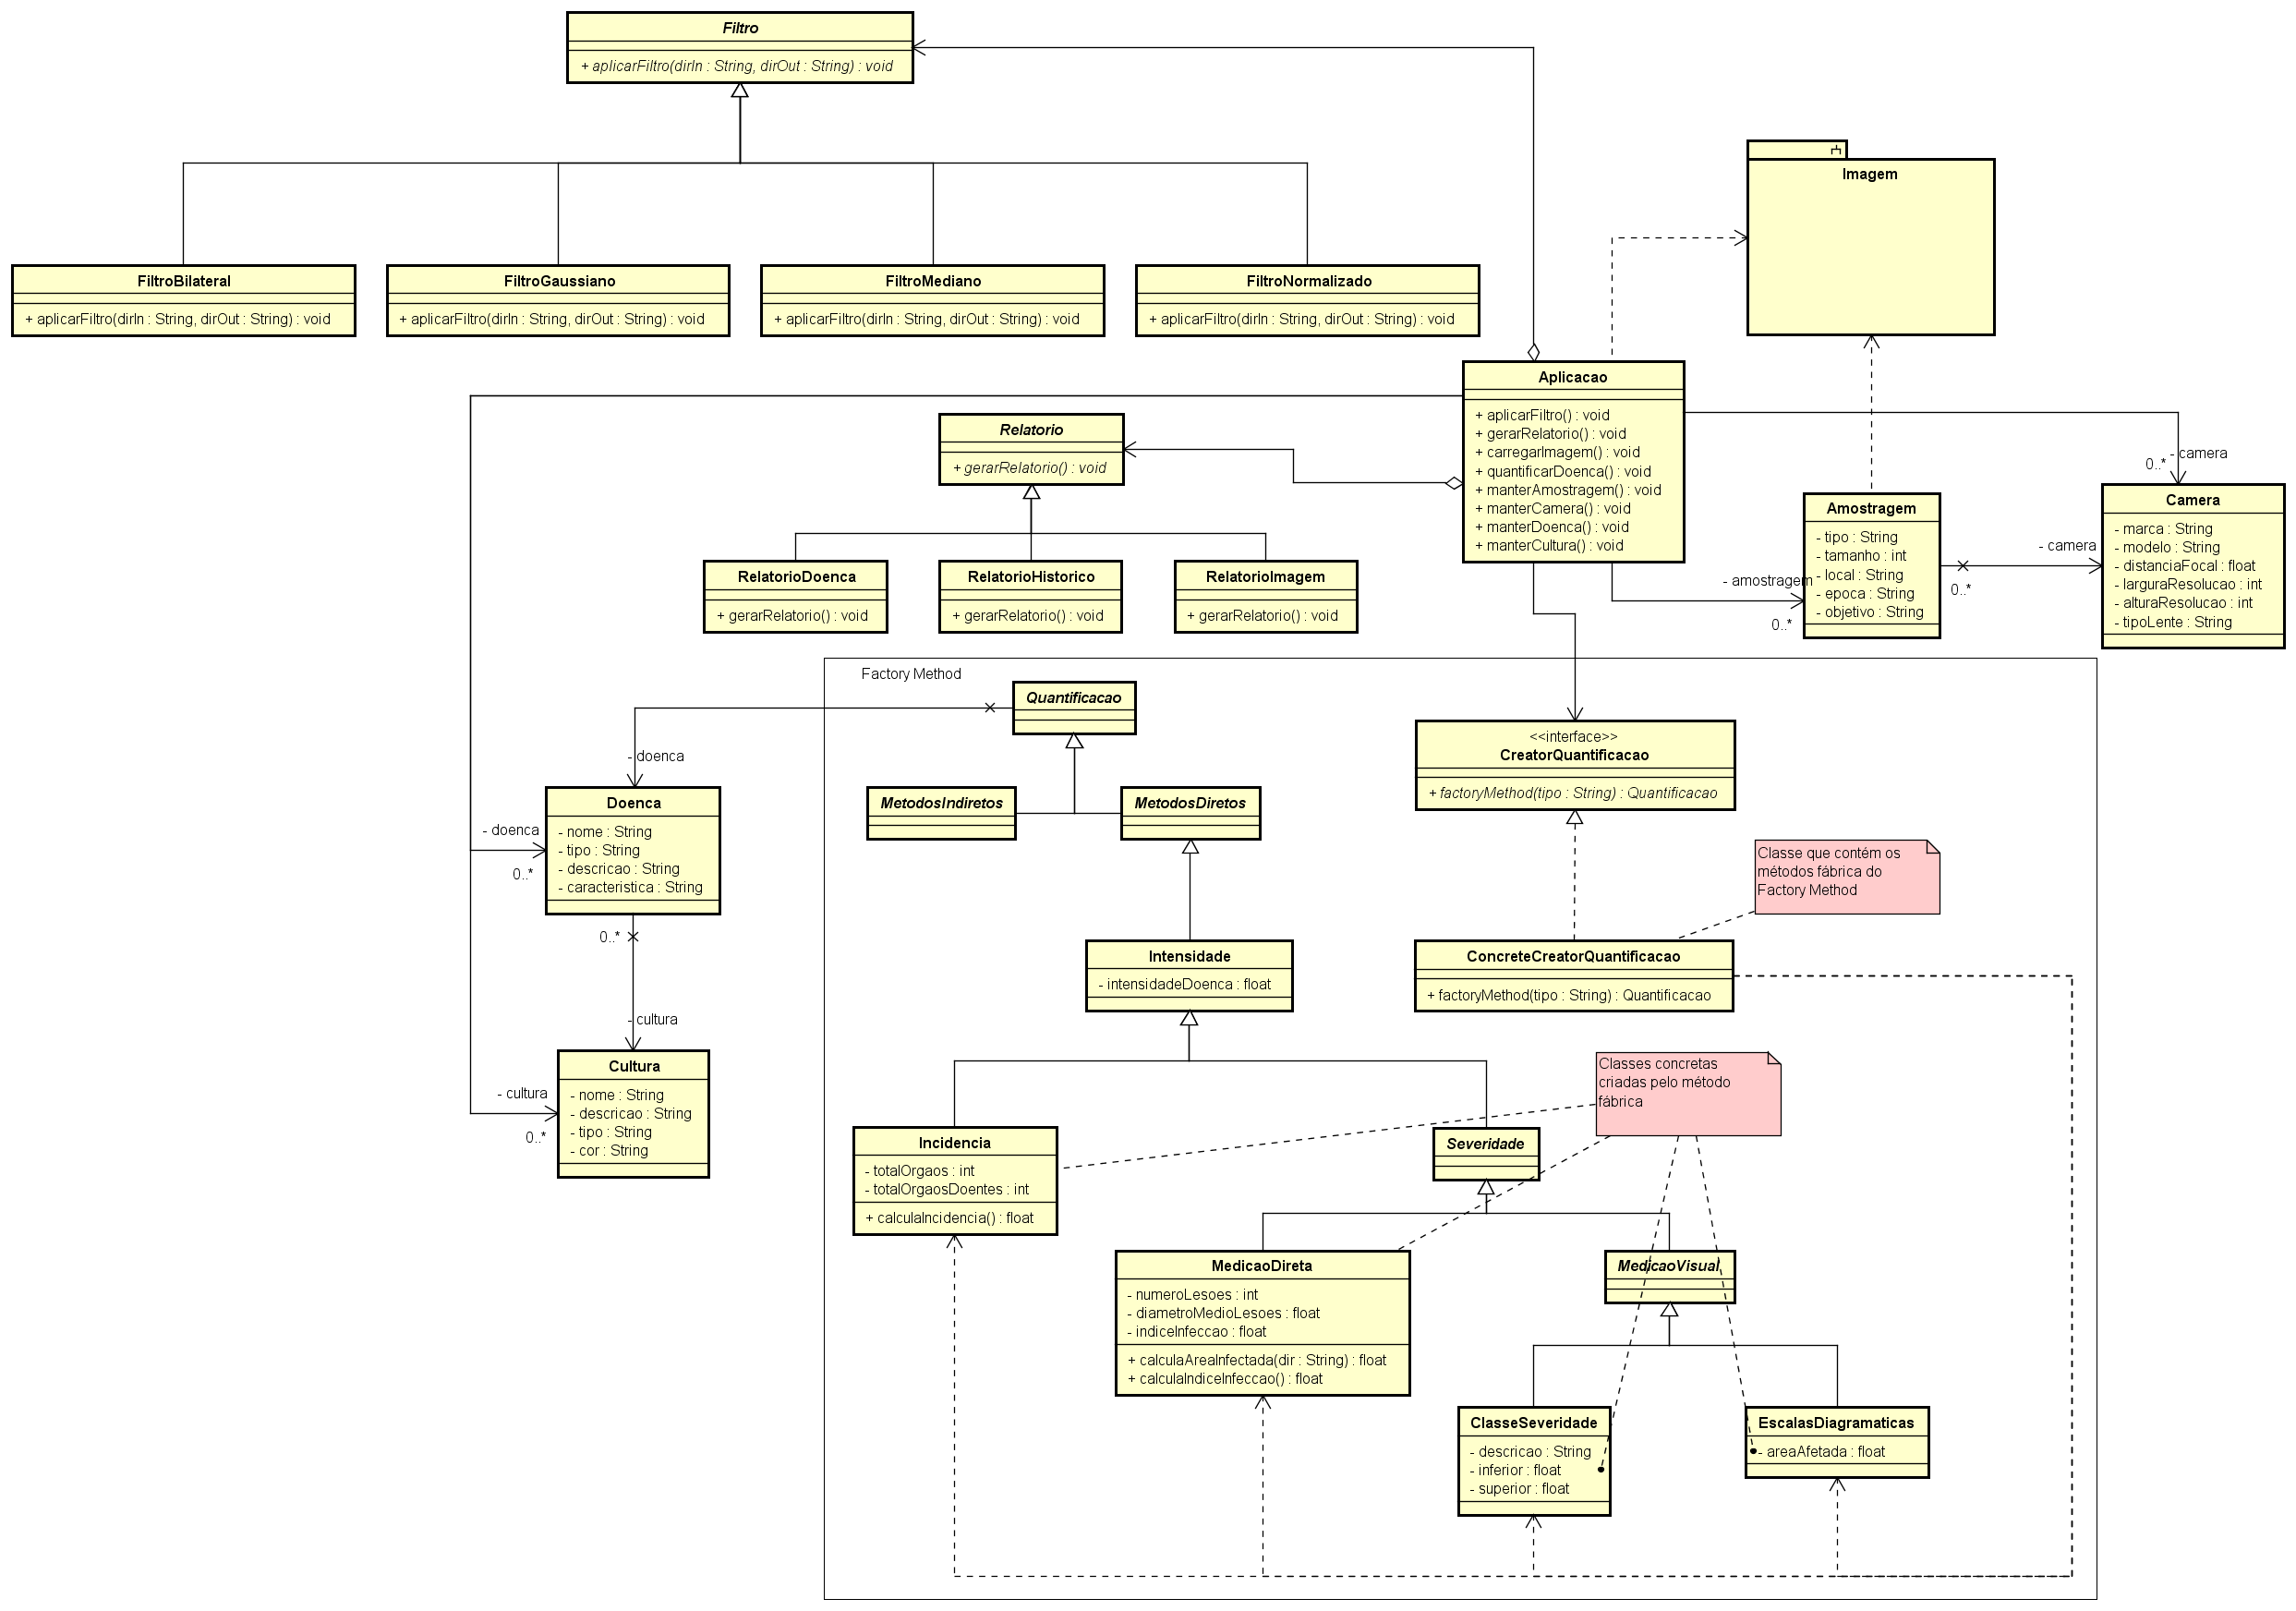 Filtro
+ aplicarFiltro(dirIn : String, dirOut : String) : void
Imagem
FiltroBilateral
+ aplicarFiltro(dirIn : String, dirOut : String) : void
FiltroGaussiano
+ aplicarFiltro(dirIn : String, dirOut : String) : void
FiltroMediano
+ aplicarFiltro(dirIn : String, dirOut : String) : void
FiltroNormalizado
+ aplicarFiltro(dirIn : String, dirOut : String) : void
Aplicacao
+ aplicarFiltro() : void
+ gerarRelatorio() : void
+ carregarImagem() : void
+ quantificarDoenca() : void
+ manterAmostragem() : void
+ manterCamera() : void
+ manterDoenca() : void
+ manterCultura() : void
Relatorio
+ gerarRelatorio() : void
RelatorioDoenca
+ gerarRelatorio() : void
RelatorioHistorico
+ gerarRelatorio() : void
RelatorioImagem
+ gerarRelatorio() : void
- amostragem
0..*
Amostragem
- tipo : String
- tamanho : int
- local : String
- epoca : String
- objetivo : String
- camera
0..*
- camera
0..*
Camera
- marca : String
- modelo : String
- distanciaFocal : float
- larguraResolucao : int
- alturaResolucao : int
- tipoLente : String
Factory Method
Quantificacao
MetodosIndiretos
MetodosDiretos
<<interface>>
CreatorQuantificacao
+ factoryMethod(tipo : String) : Quantificacao
- doenca
- doenca
0..*
Doenca
- nome : String
- tipo : String
- descricao : String
- caracteristica : String
0..*
- cultura
- cultura
0..*
Cultura
- nome : String
- descricao : String
- tipo : String
- cor : String
Classe que contém os
métodos fábrica do
Factory Method
Intensidade
- intensidadeDoenca : float
ConcreteCreatorQuantificacao
+ factoryMethod(tipo : String) : Quantificacao
Classes concretas
criadas pelo método
fábrica
Incidencia
- totalOrgaos : int
- totalOrgaosDoentes : int
+ calculaIncidencia() : float
Severidade
MedicaoDireta
- numeroLesoes : int
- diametroMedioLesoes : float
- indiceInfeccao : float
+ calculaAreaInfectada(dir : String) : float
+ calculaIndiceInfeccao() : float
MedicaoVisual
ClasseSeveridade
- descricao : String
- inferior : float
- superior : float
EscalasDiagramaticas
- areaAfetada : float